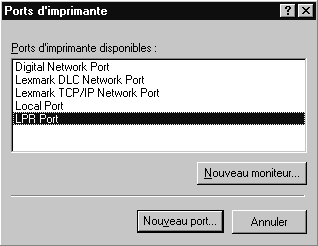 Ports d'imprimante
Ports d'imprimante disponibles :
Digital Network Port
Lexmark DLC Network Port
Lexmark TCP/IP Network Port
Local Port
LPR Port
Nouveau moniteur...
Nouveau port...
Annuler